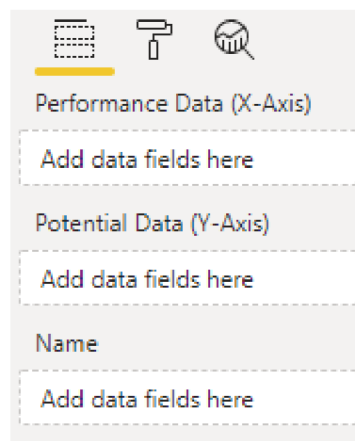 Performance Data (X-Axis)
Add data fields here
Potential Data (Y-Axis)
Add data fields here
Name
Add data fields here